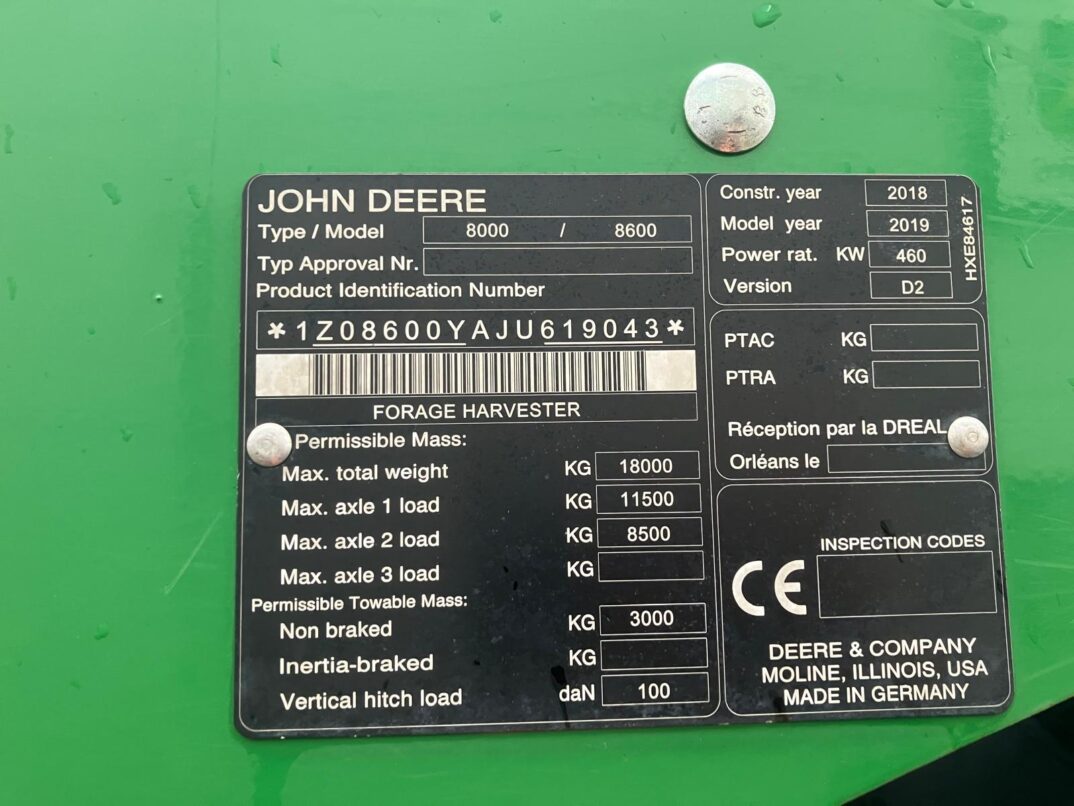 JOHN DEERE
Type / Model 8000 / 8600
Typ Approval Nr.
Product Identification Number
*1Z08600YAJU619043*
FORAGE HARVESTER
Permissible Mass:
Max. total weight KG 18000
Max. axle 1 load KG 11500
Max. axle 2 load KG 8500
Max. axle 3 load KG
Permissible Towable Mass:
Non braked KG 3000
Inertia-braked KG
Vertical hitch load daN 100
Constr. year 2018
Model year 2019
Power rat. KW 460
Version D2
HXE84617
PTAC KG
PTRA KG
Réception par la DREAL
Orléans le
INSPECTION CODES
CE
DEERE & COMPANY
MOLINE, ILLINOIS, USA
MADE IN GERMANY